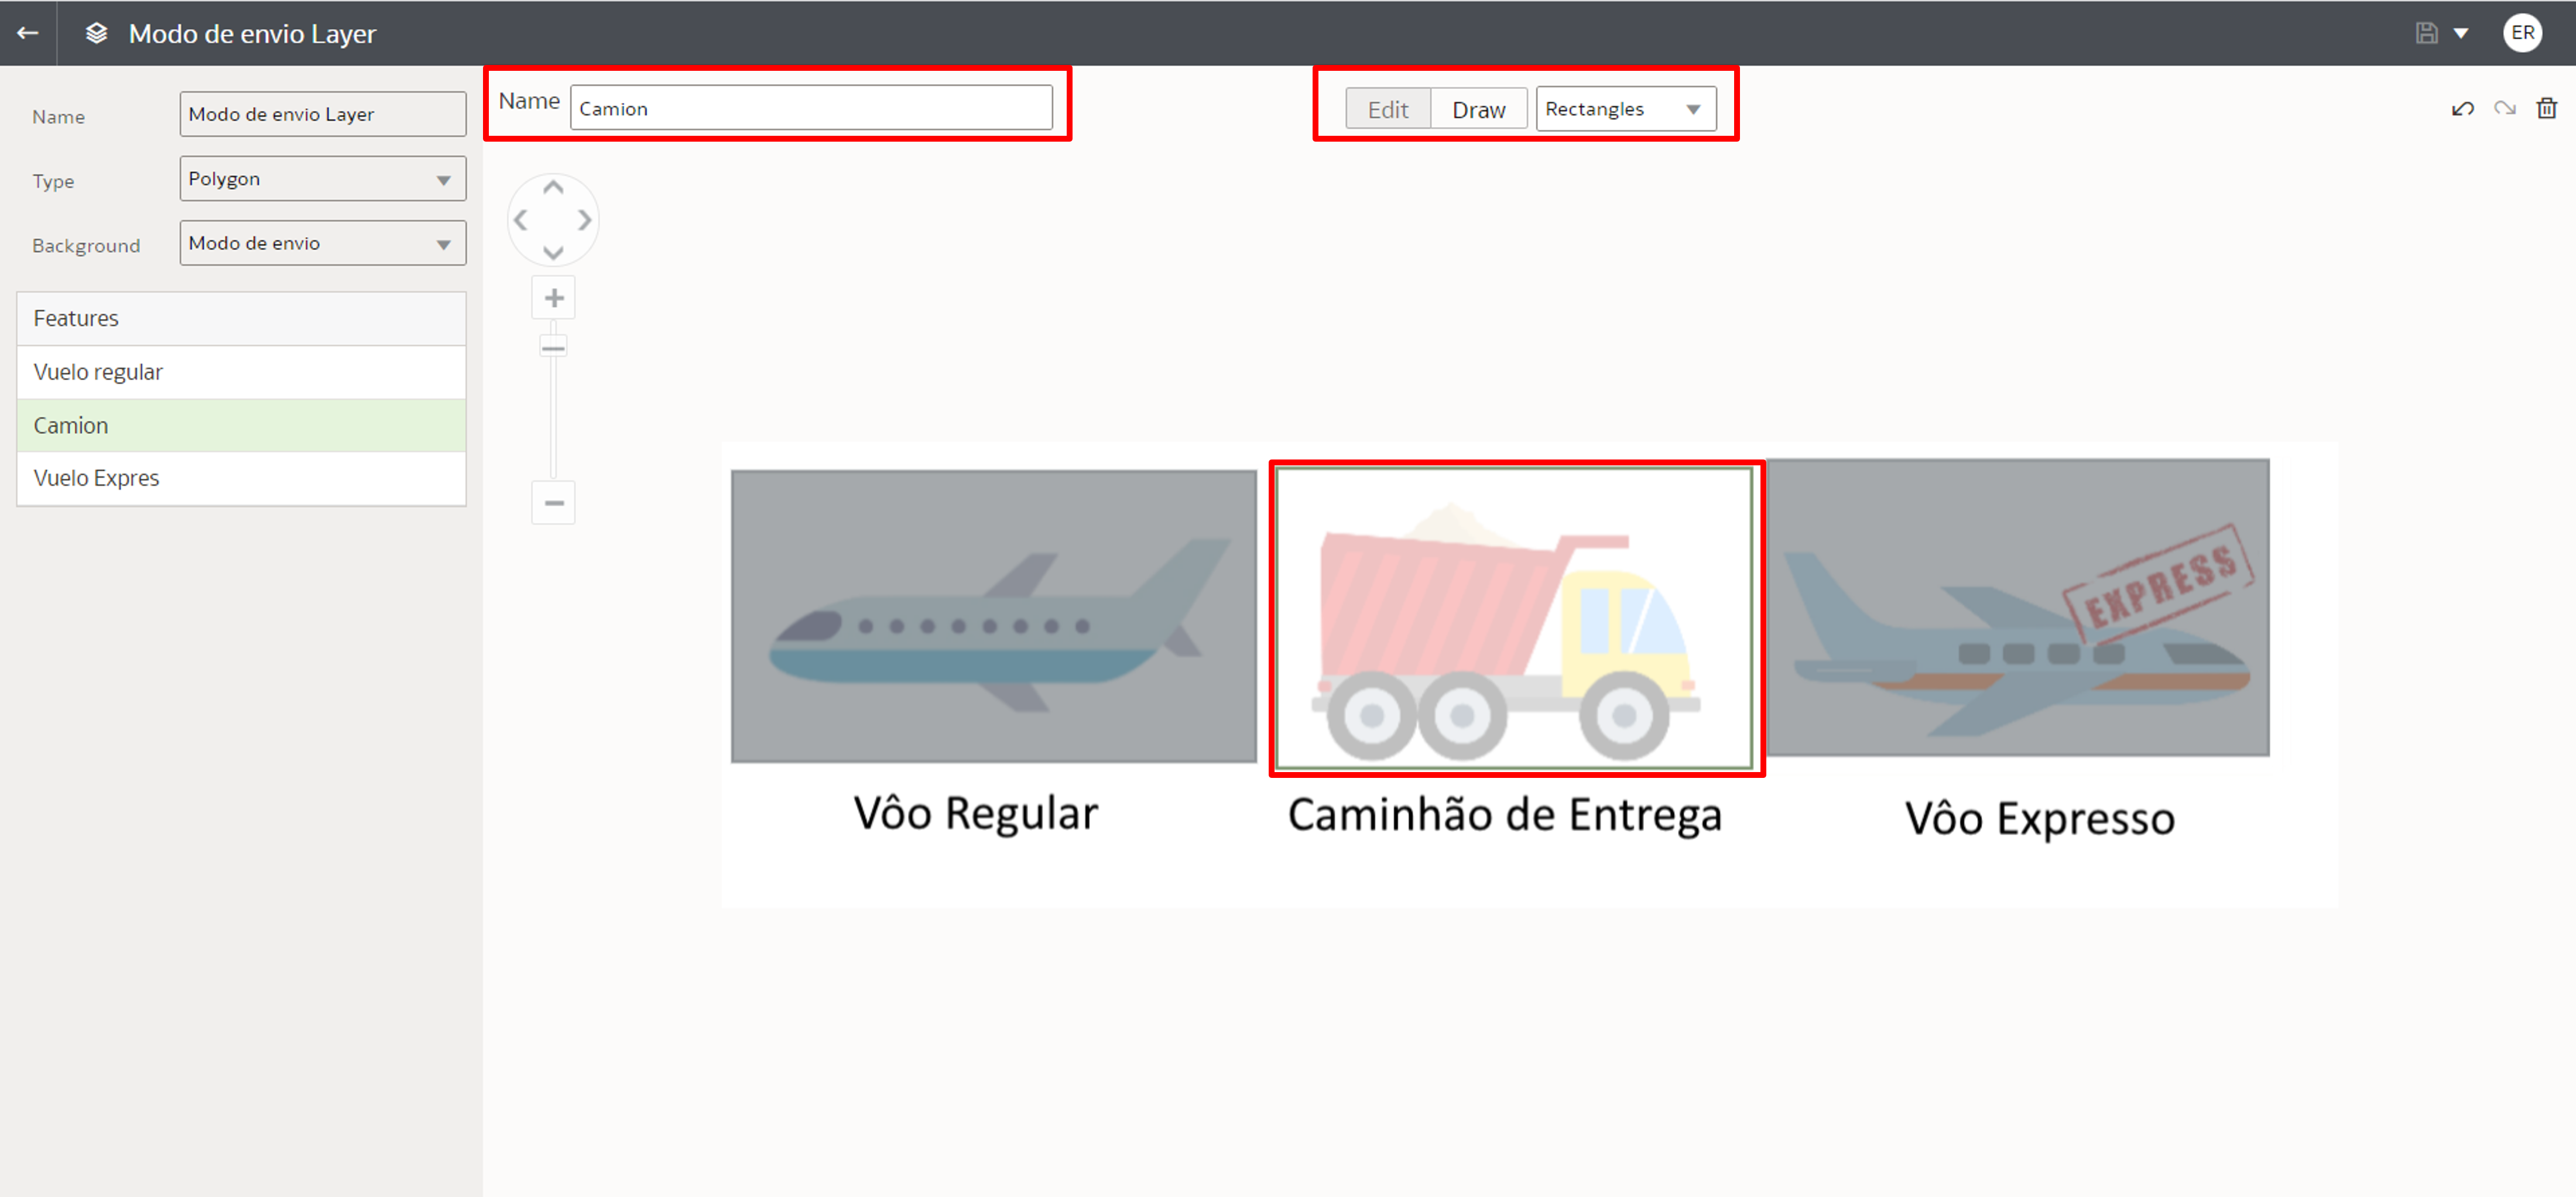 Modo de envio Layer
ER
Name
Modo de envio Layer
Type
Polygon
Background
Modo de envio
Features
Vuelo regular
Camion
Vuelo Expres
Name
Camion
Edit
Draw
Rectangles
EXPRESS
Vôo Regular
Caminhão de Entrega
Vôo Expresso